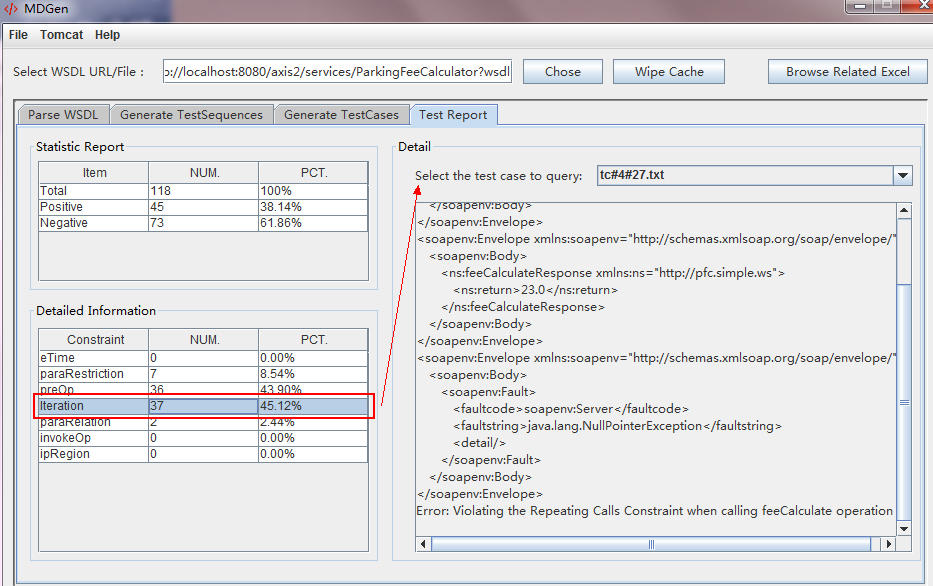 MDGen
File Tomcat Help
Select WSDL URL/File : p://localhost:8080/axis2/services/ParkingFeeCalculator?wsdl Chose Wipe Cache Browse Related Excel
Parse WSDL Generate TestSequences Generate TestCases Test Report
Statistic Report
Item NUM. PCT.
Total 118 100%
Positive 45 38.14%
Negative 73 61.86%
Detailed Information
Constraint NUM. PCT.
eTime 0 0.00%
paraRestriction 7 8.54%
preOp 36 43.90%
Iteration 37 45.12%
paraRelation 2 2.44%
invokeOp 0 0.00%
ipRegion 0 0.00%
Detail
Select the test case to query: tc#4#27.txt
</soapenv:Body>
</soapenv:Envelope>
<soapenv:Envelope xmlns:soapenv="http://schemas.xmlsoap.org/soap/envelope/"
<soapenv:Body>
<ns:feeCalculateResponse xmlns:ns="http://pfc.simple.ws">
<ns:return>23.0</ns:return>
</ns:feeCalculateResponse>
</soapenv:Body>
</soapenv:Envelope>
<soapenv:Envelope xmlns:soapenv="http://schemas.xmlsoap.org/soap/envelope/"
<soapenv:Body>
<soapenv:Fault>
<faultcode>soapenv:Server</faultcode>
<faultstring>java.lang.NullPointerException</faultstring>
<detail/>
</soapenv:Fault>
</soapenv:Body>
</soapenv:Envelope>
Error: Violating the Repeating Calls Constraint when calling feeCalculate operation